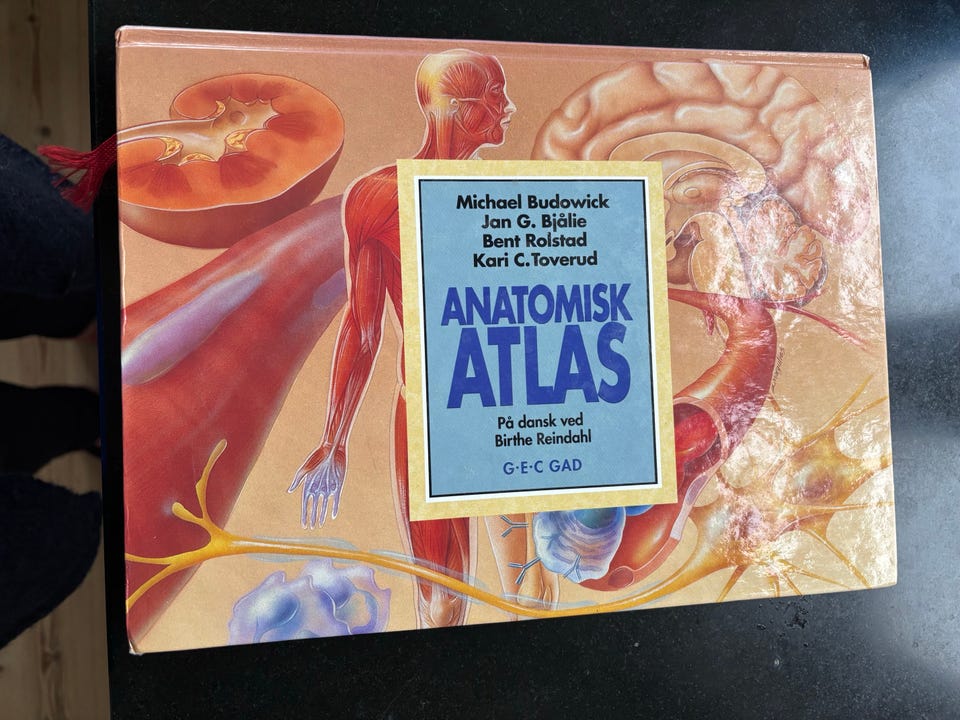 Michael Budowick
Jan G. Bjålie
Bent Rolstad
Kari C. Toverud
ANATOMISK
ATLAS
På dansk ved
Birthe Reindahl
G·E·C GAD